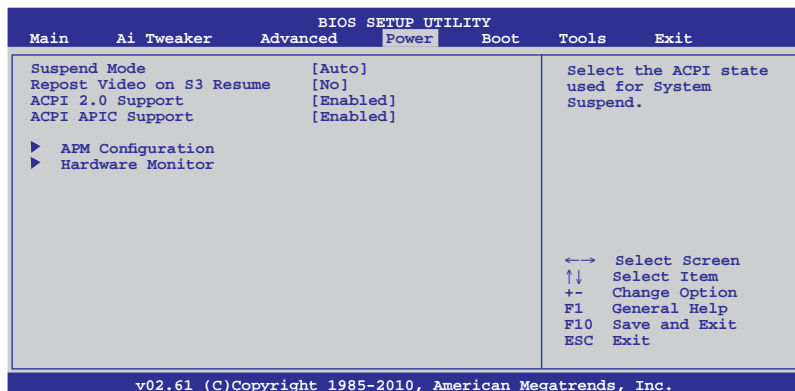 BIOS SETUP UTILITY
Main Ai Tweaker Advanced Power Boot Tools Exit
Suspend Mode [Auto]
Repost Video on S3 Resume [No]
ACPI 2.0 Support [Enabled]
ACPI APIC Support [Enabled]
APM Configuration
Hardware Monitor
Select the ACPI state
used for System
Suspend.
←→ Select Screen
↑↓ Select Item
+- Change Option
F1 General Help
F10 Save and Exit
ESC Exit
v02.61 (C)Copyright 1985-2010, American Megatrends, Inc.